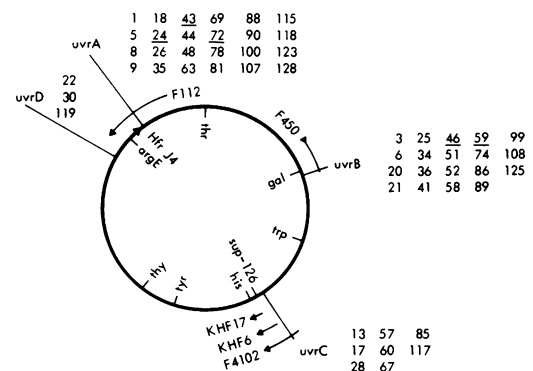 1 18 43 69 88 115
5 24 44 72 90 118
8 26 48 78 100 123
9 35 63 81 107 128
uvrA
22
uvrD 30
119
F112
Hfr J4
argE
thr
F450
gal
uvrB
3 25 46 59 99
6 34 51 74 108
20 36 52 86 125
21 41 58 89
trp
sup-126
his
tyr
thy
KHF17
KHF6
F4102
uvrC
13 57 85
17 60 117
28 67